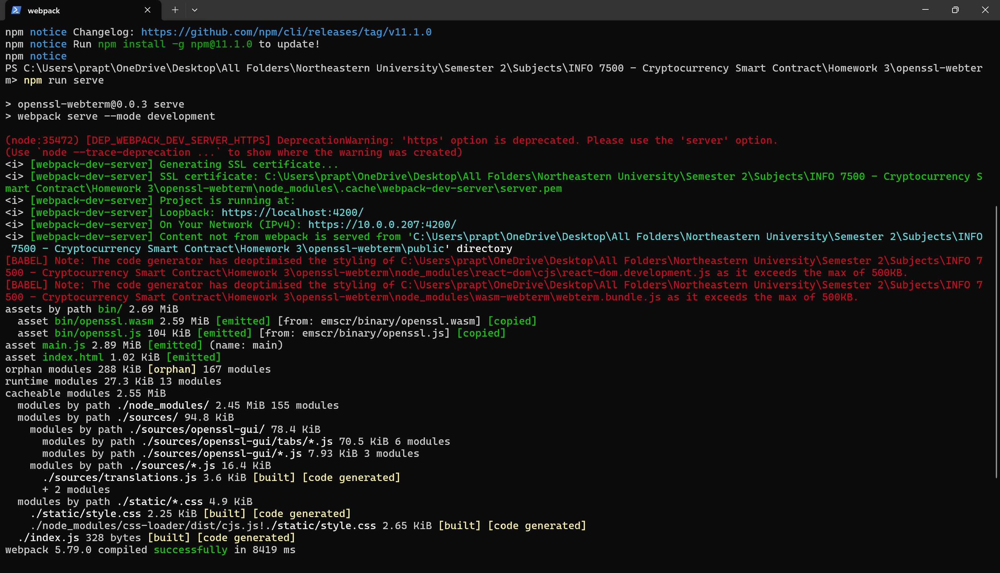 webpack
npm notice Changelog: https://github.com/npm/cli/releases/tag/v11.1.0
npm notice Run npm install -g npm@11.1.0 to update!
npm notice
PS C:\Users\prapt\OneDrive\Desktop\All Folders\Northeastern University\Semester 2\Subjects\INFO 7500 - Cryptocurrency Smart Contract\Homework 3\openssl-webter
m> npm run serve
> openssl-webterm@0.0.3 serve
> webpack serve --mode development
(node:35472) [DEP_WEBPACK_DEV_SERVER_HTTPS] DeprecationWarning: 'https' option is deprecated. Please use the 'server' option.
(Use `node --trace-deprecation ...` to show where the warning was created)
<i> [webpack-dev-server] Generating SSL certificate...
<i> [webpack-dev-server] SSL certificate: C:\Users\prapt\OneDrive\Desktop\All Folders\Northeastern University\Semester 2\Subjects\INFO 7500 - Cryptocurrency S
mart Contract\Homework 3\openssl-webterm\node_modules\.cache\webpack-dev-server\server.pem
<i> [webpack-dev-server] Project is running at:
<i> [webpack-dev-server] Loopback: https://localhost:4200/
<i> [webpack-dev-server] On Your Network (IPv4): https://10.0.0.207:4200/
<i> [webpack-dev-server] Content not from webpack is served from 'C:\Users\prapt\OneDrive\Desktop\All Folders\Northeastern University\Semester 2\Subjects\INFO
 7500 - Cryptocurrency Smart Contract\Homework 3\openssl-webterm\public' directory
[BABEL] Note: The code generator has deoptimised the styling of C:\Users\prapt\OneDrive\Desktop\All Folders\Northeastern University\Semester 2\Subjects\INFO 7
500 - Cryptocurrency Smart Contract\Homework 3\openssl-webterm\node_modules\react-dom\cjs\react-dom.development.js as it exceeds the max of 500KB.
[BABEL] Note: The code generator has deoptimised the styling of C:\Users\prapt\OneDrive\Desktop\All Folders\Northeastern University\Semester 2\Subjects\INFO 7
500 - Cryptocurrency Smart Contract\Homework 3\openssl-webterm\node_modules\wasm-webterm\webterm.bundle.js as it exceeds the max of 500KB.
assets by path bin/ 2.69 MiB
  asset bin/openssl.wasm 2.59 MiB [emitted] [from: emscr/binary/openssl.wasm] [copied]
  asset bin/openssl.js 104 KiB [emitted] [from: emscr/binary/openssl.js] [copied]
asset main.js 2.89 MiB [emitted] (name: main)
asset index.html 1.02 KiB [emitted]
orphan modules 288 KiB [orphan] 167 modules
runtime modules 27.3 KiB 13 modules
cacheable modules 2.55 MiB
  modules by path ./node_modules/ 2.45 MiB 155 modules
  modules by path ./sources/ 94.8 KiB
    modules by path ./sources/openssl-gui/ 78.4 KiB
      modules by path ./sources/openssl-gui/tabs/*.js 70.5 KiB 6 modules
      modules by path ./sources/openssl-gui/*.js 7.93 KiB 3 modules
    modules by path ./sources/*.js 16.4 KiB
      ./sources/translations.js 3.6 KiB [built] [code generated]
      + 2 modules
  modules by path ./static/*.css 4.9 KiB
    ./static/style.css 2.25 KiB [built] [code generated]
    ./node_modules/css-loader/dist/cjs.js!./static/style.css 2.65 KiB [built] [code generated]
  ./index.js 328 bytes [built] [code generated]
webpack 5.79.0 compiled successfully in 8419 ms